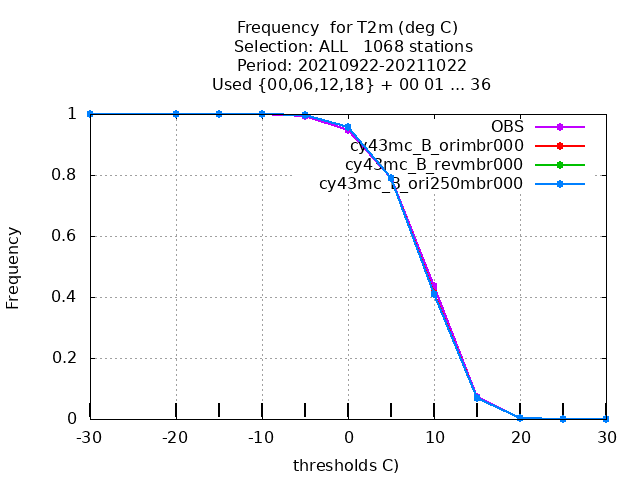 Frequency  for T2m (deg C)
Selection: ALL   1068 stations
Period: 20210922-20211022
Used {00,06,12,18} + 00 01 ... 36
OBS
cy43mc_B_orimbr000
cy43mc_B_revmbr000
cy43mc_B_ori250mbr000
Frequency
1
0.8
0.6
0.4
0.2
0
-30 -20 -10 0 10 20 30
thresholds C)